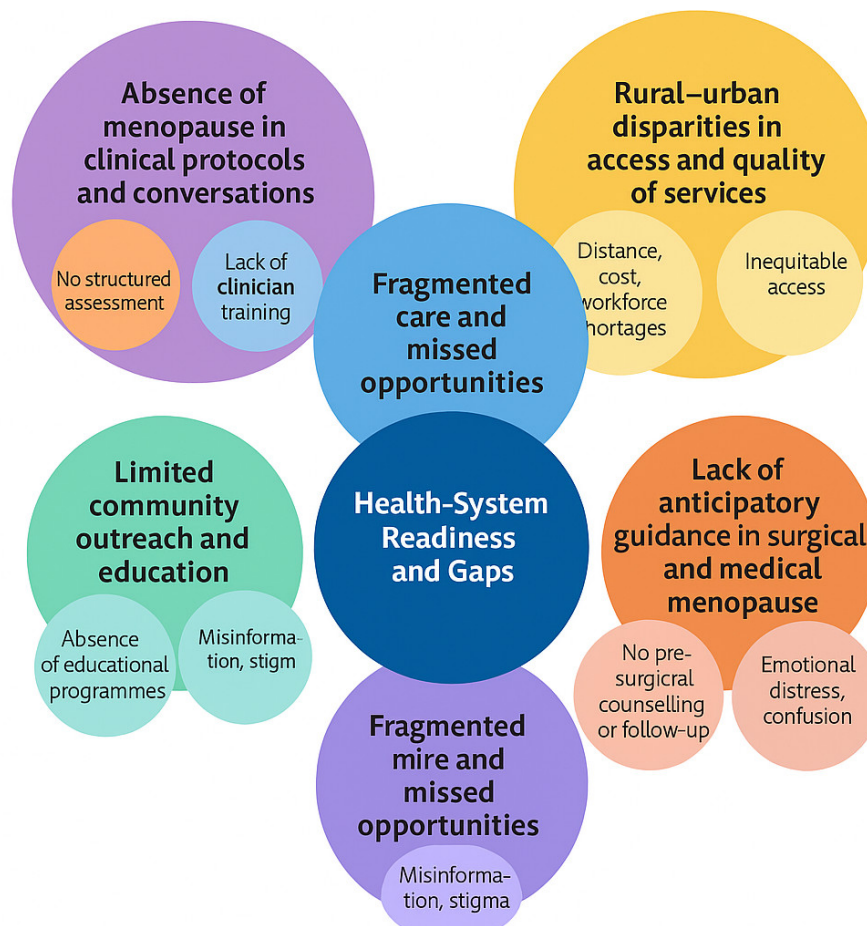 Absence of
menopause in
clinical protocols
and conversations
No structured
assessment
Lack of
clinician
training
Rural–urban
disparities in
access and quality
of services
Distance,
cost,
workforce
hortages
Inequitable
access
Fragmented
care and
missed
opportunities
Health-System
Readiness
and Gaps
Limited
community
outreach and
education
Absence
of educational
programmes
Misinforma-
tion, stigm
Lack of
anticipatory
guidance in surgical
and medical
menopause
No pre-
surgical
counselling
or follow-up
Emotional
distress,
confusion
Fragmented
mire and
missed
opportunities
Misinforma-
tion, stigma